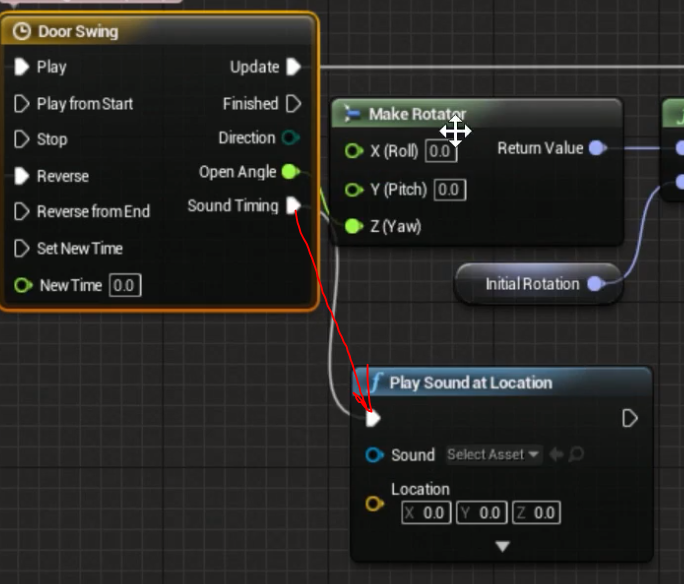 Door Swing
Play
Update
Play from Start
Finished
Stop
Direction
Reverse
Open Angle
Reverse from End
Sound Timing
Set New Time
New Time 0.0
Make Rotator
X (Roll) 0.0
Return Value
Y (Pitch) 0.0
Z (Yaw)
Initial Rotation
f Play Sound at Location
Sound Select Asset
Location
X 0.0 Y 0.0 Z 0.0